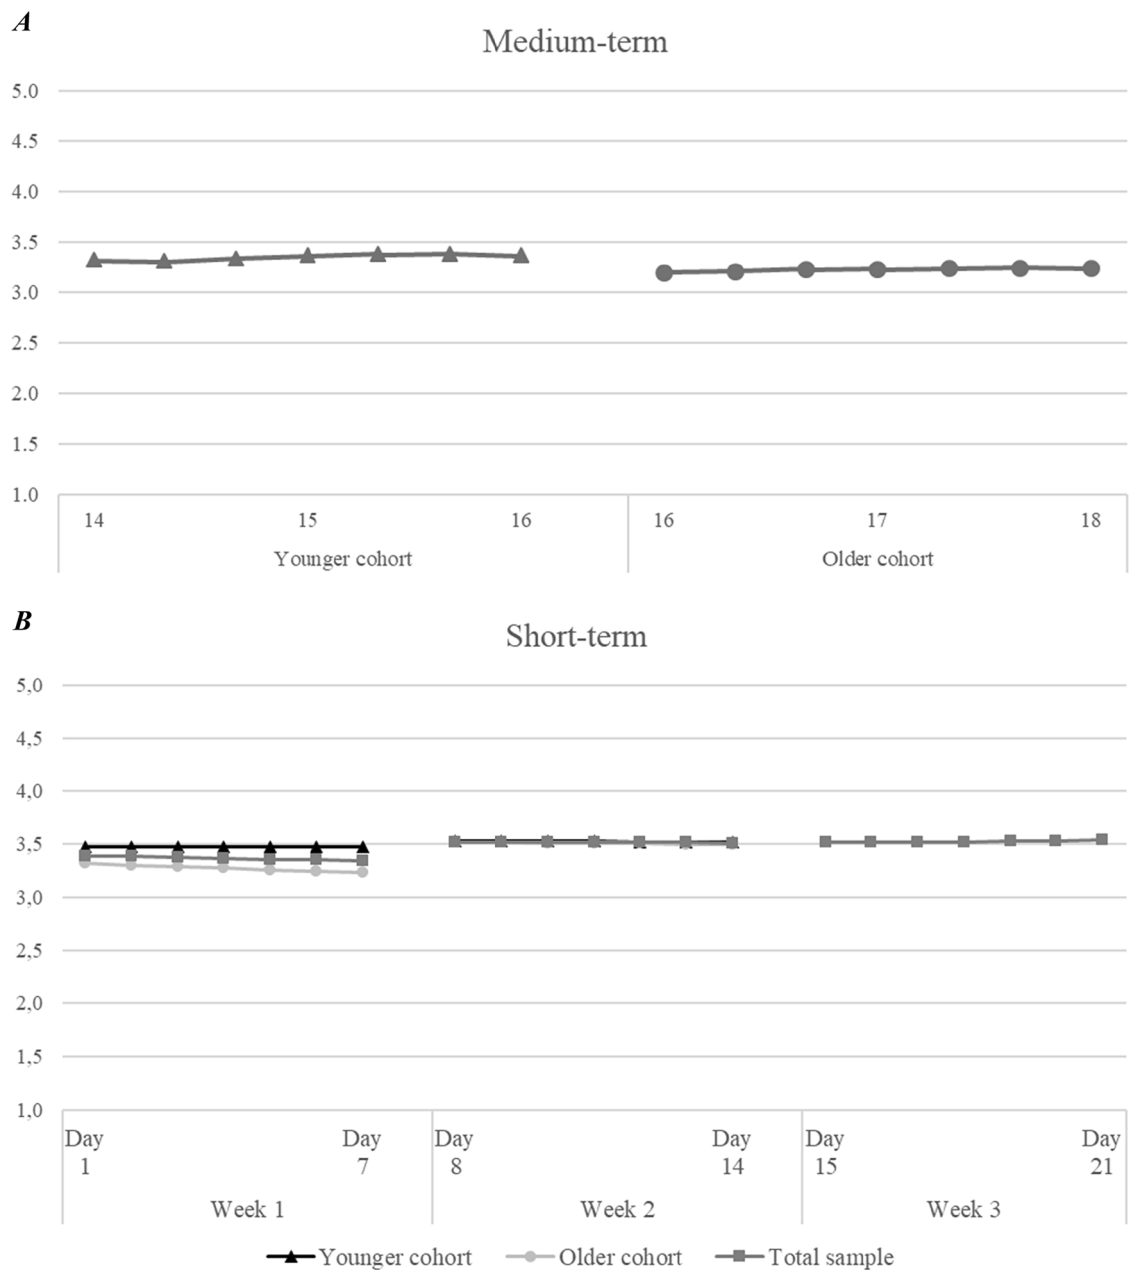 A
Medium-term
5.0
4.5
4.0
3.5
3.0
2.5
2.0
1.5
1.0
14 15 16 16 17 18
Younger cohort Older cohort
B
Short-term
5,0
4,5
4,0
3,5
3,0
2,5
2,0
1,5
1,0
Day Day Day Day Day Day
1 7 8 14 15 21
Week 1 Week 2 Week 3
Younger cohort Older cohort Total sample